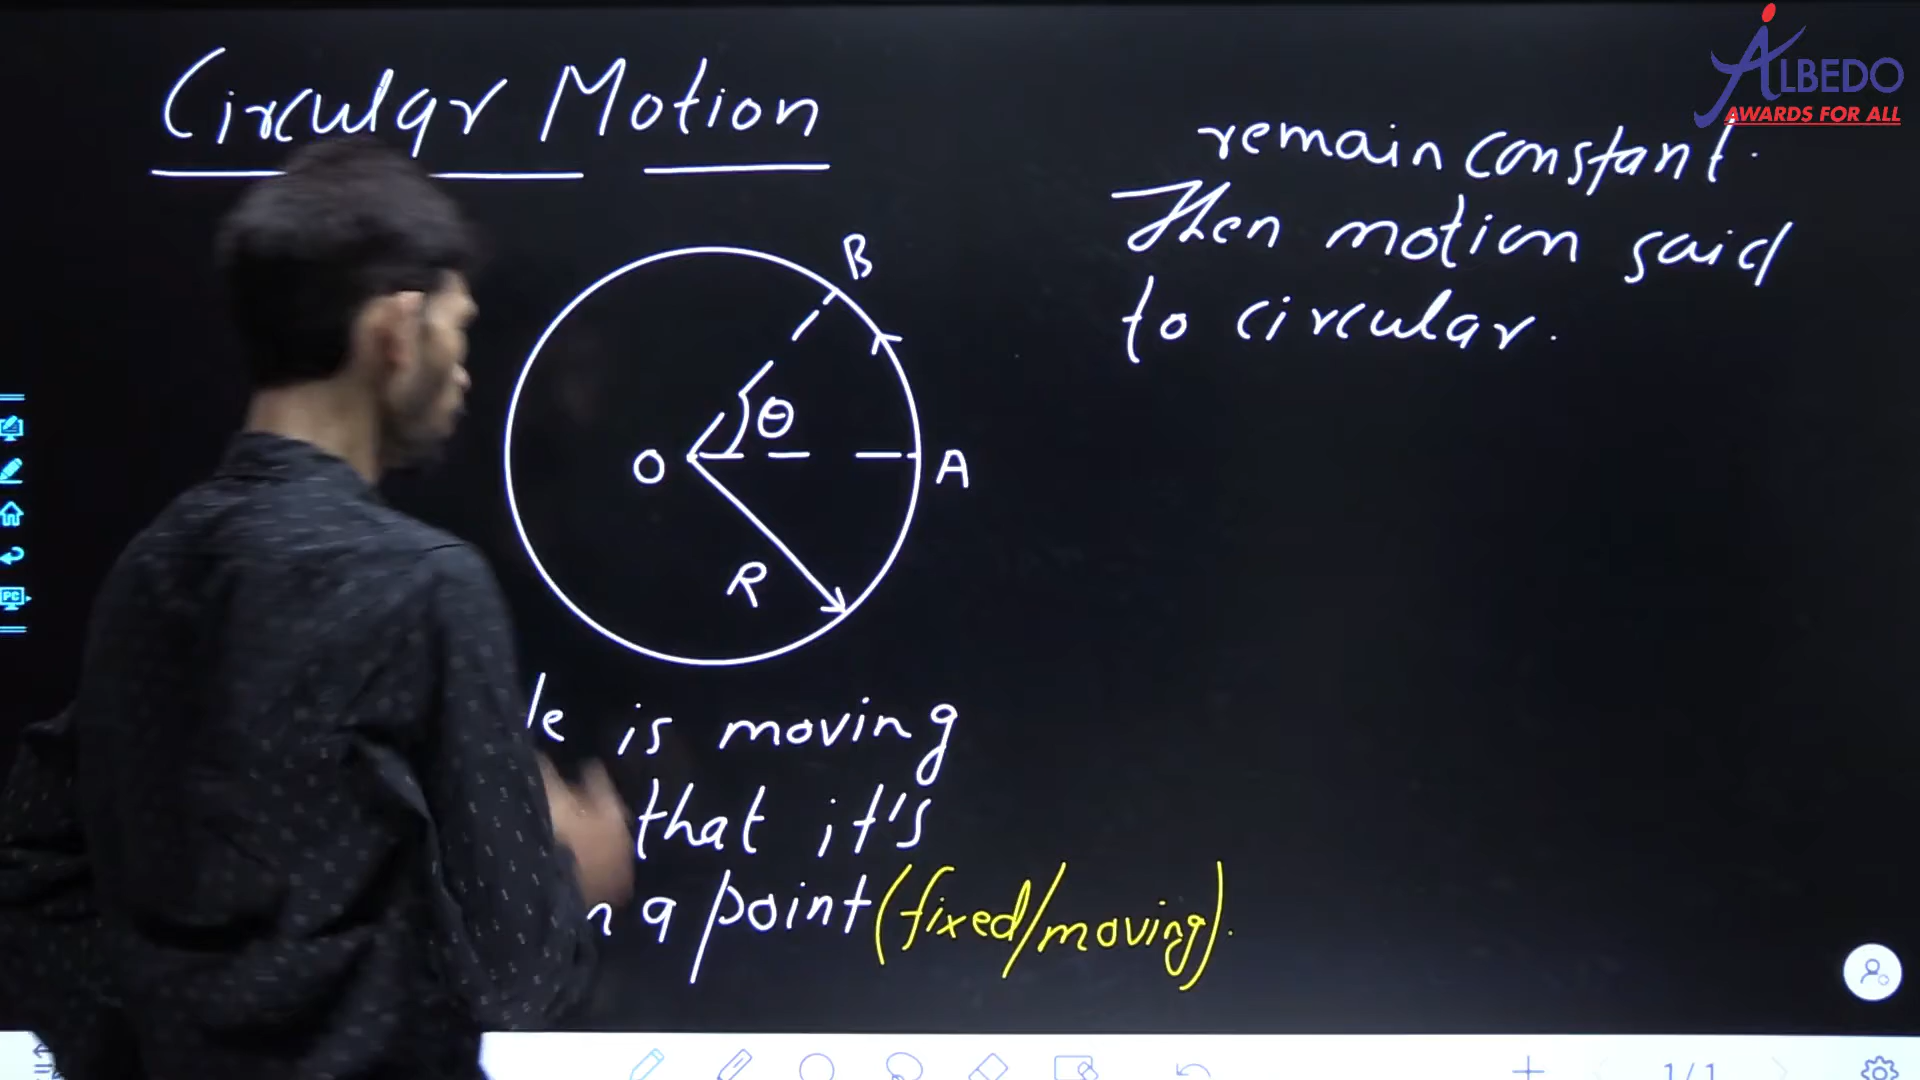 Circular Motion
B
θ
O
A
R
is moving
that it's
a point (fixed/moving).
remain constant.
Then motion said
to circular.
ALBEDO
AWARDS FOR ALL
PC
1/1